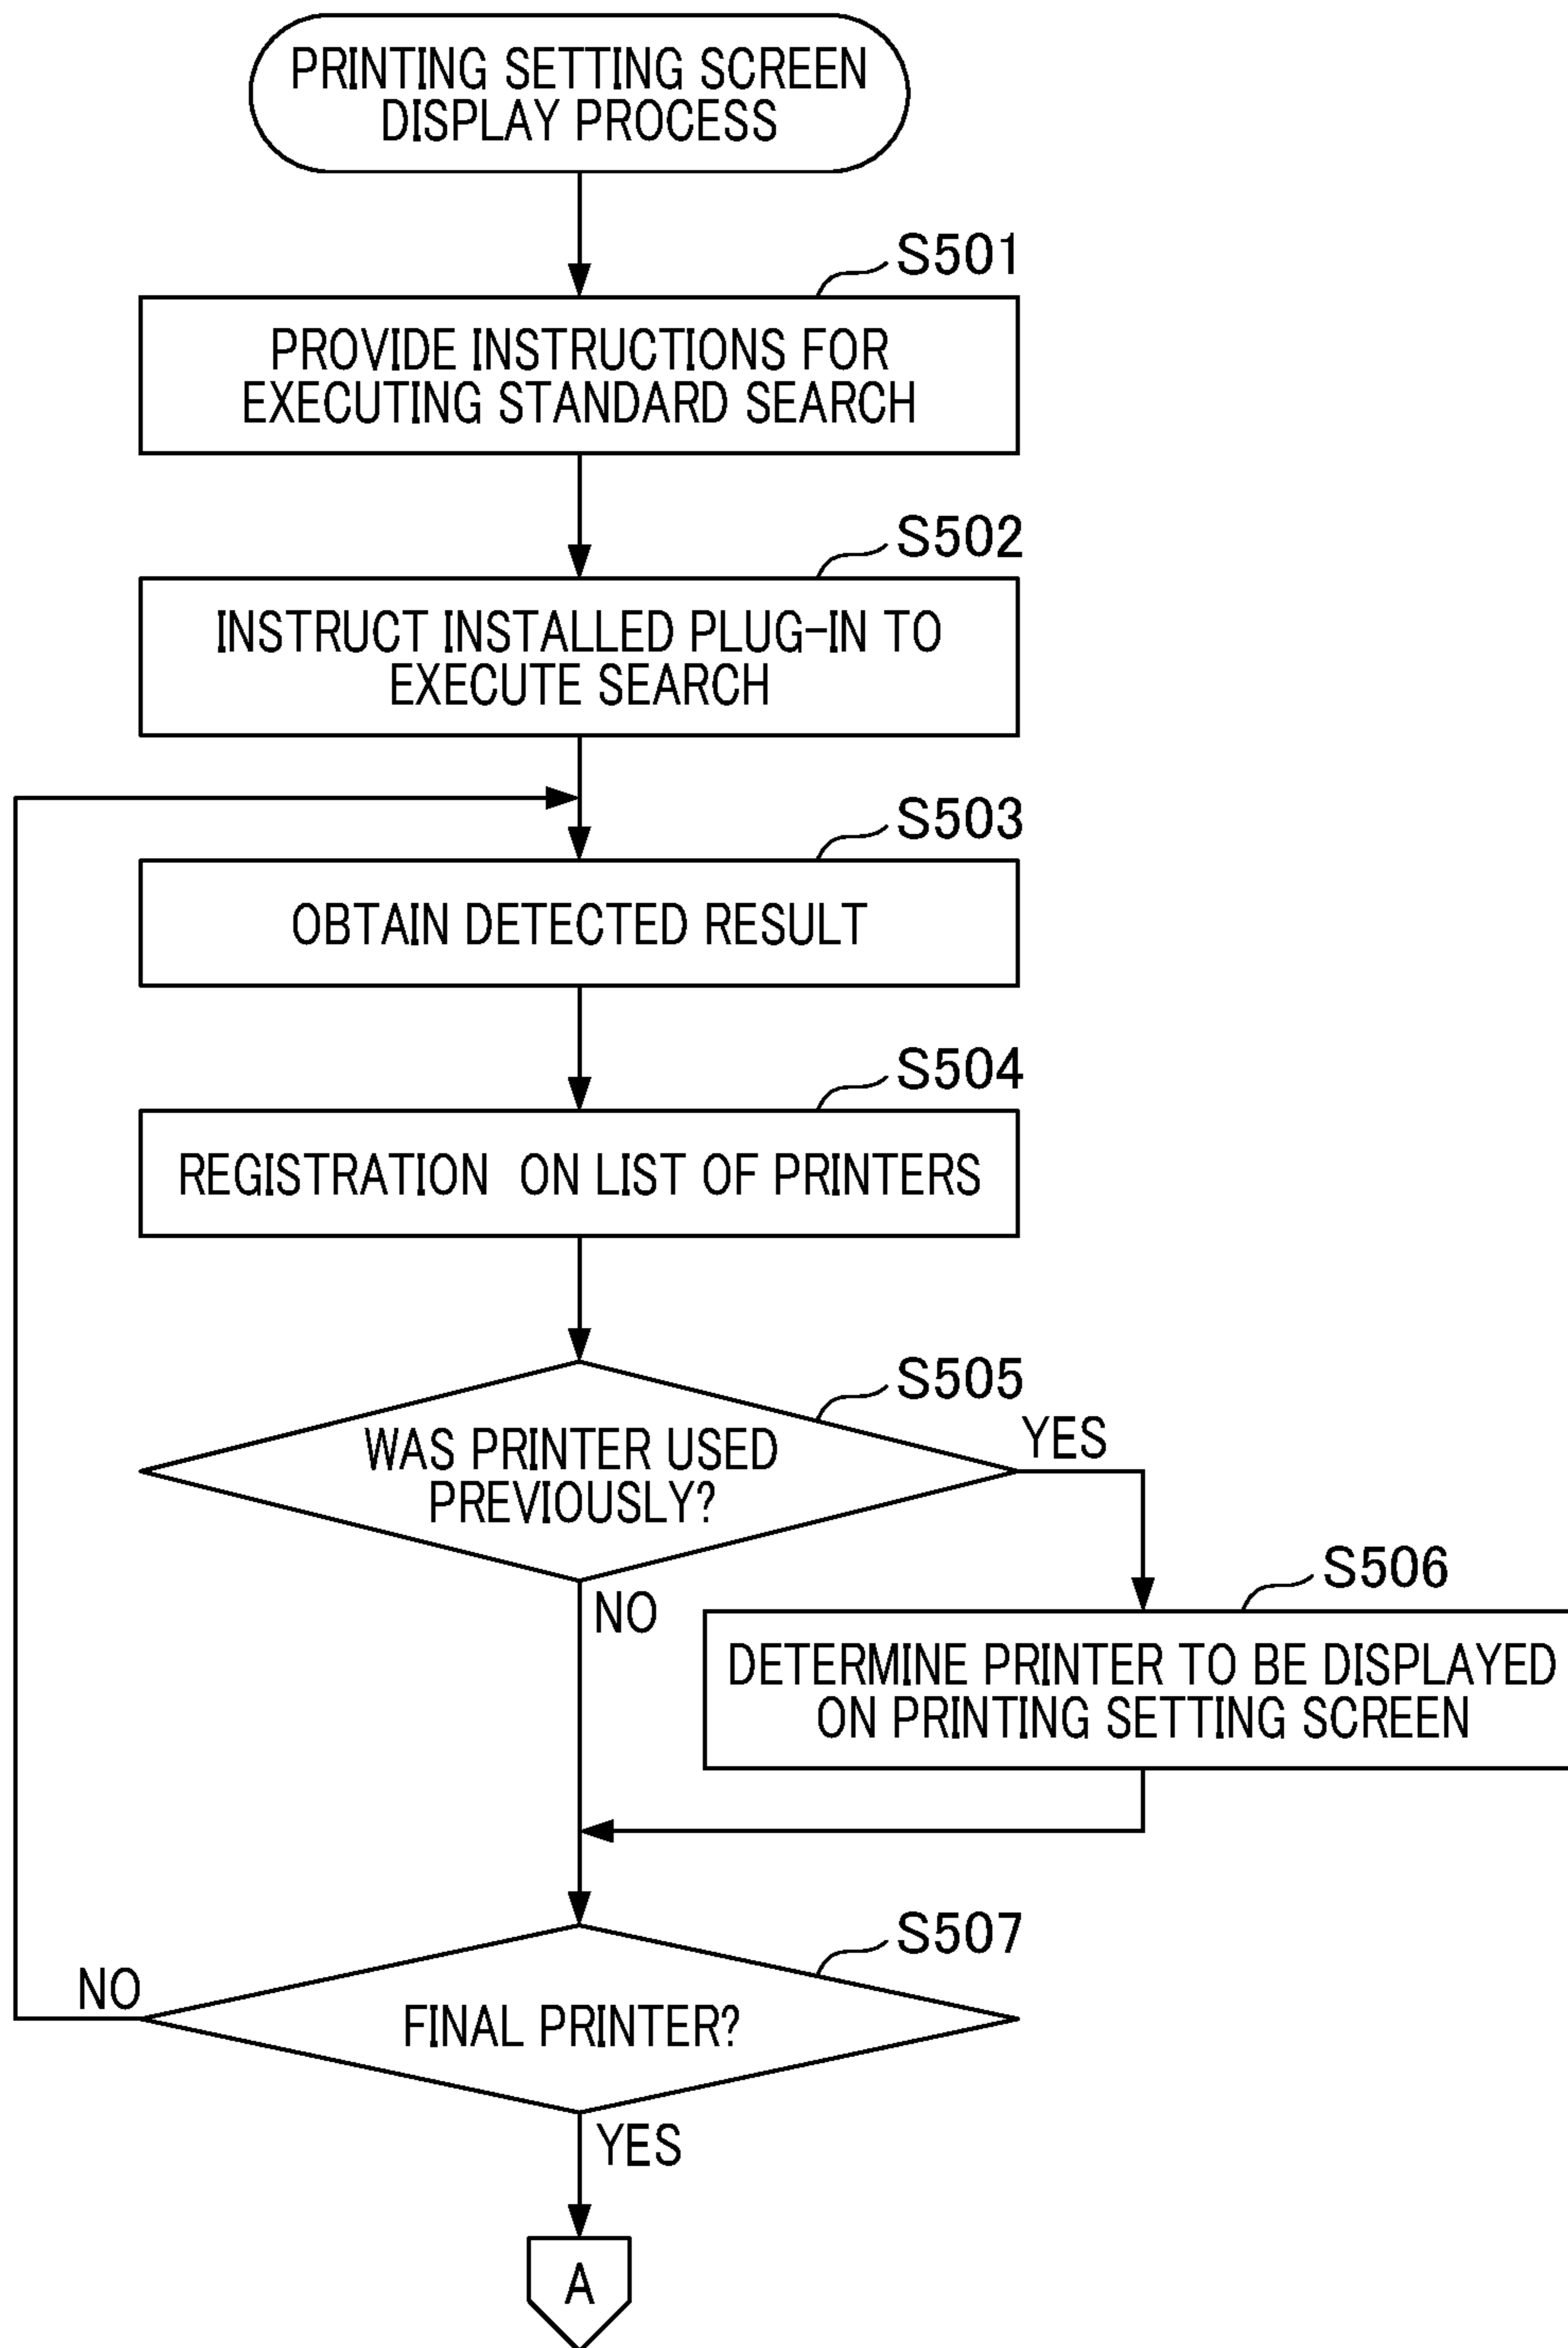 PRINTING SETTING SCREEN
DISPLAY PROCESS
S501
PROVIDE INSTRUCTIONS FOR
EXECUTING STANDARD SEARCH
S502
INSTRUCT INSTALLED PLUG-IN TO
EXECUTE SEARCH
S503
OBTAIN DETECTED RESULT
S504
REGISTRATION ON LIST OF PRINTERS
S505
WAS PRINTER USED
PREVIOUSLY?
YES
NO
S506
DETERMINE PRINTER TO BE DISPLAYED
ON PRINTING SETTING SCREEN
S507
NO
FINAL PRINTER?
YES
A